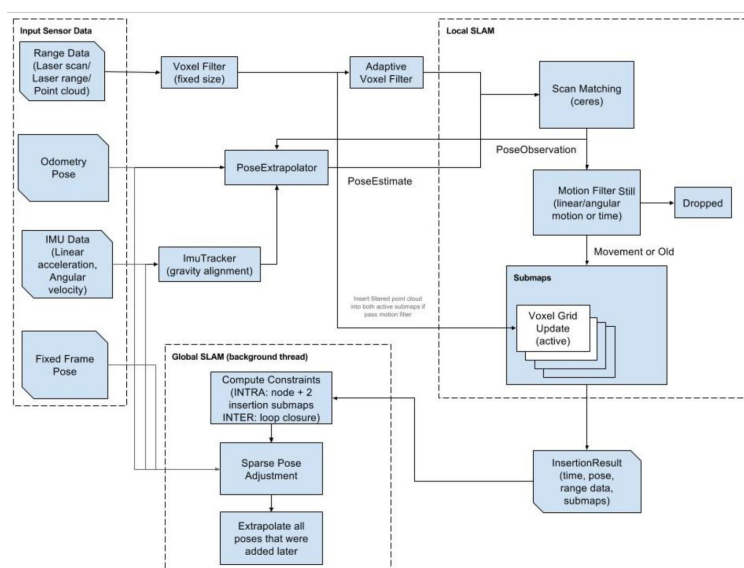 Input Sensor Data
Range Data
(Laser scan/
Laser range/
Point cloud)
Voxel Filter
(fixed size)
Adaptive
Voxel Filter
Local SLAM
Scan Matching
(ceres)
Odometry
Pose
PoseExtrapolator
PoseEstimate
PoseObservation
Motion Filter
(linear/angular
motion or time)
Still
Dropped
IMU Data
(Linear
acceleration,
Angular
velocity)
ImuTracker
(gravity alignment)
Movement or Old
Submaps
Voxel Grid
Update
(active)
Insert filtered point cloud
into both active submaps if
pass motion filter
Fixed Frame
Pose
Global SLAM (background thread)
Compute Constraints
(INTRA: node + 2
insertion submaps
INTER: loop closure)
Sparse Pose
Adjustment
Extrapolate all
poses that were
added later
InsertionResult
(time, pose,
range data,
submaps)